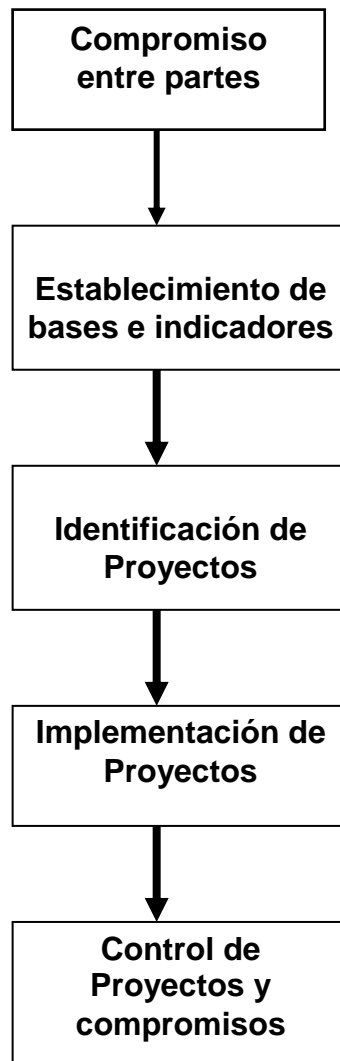 Compromiso
entre partes
Establecimiento de
bases e indicadores
Identificación de
Proyectos
Implementación de
Proyectos
Control de
Proyectos y
compromisos